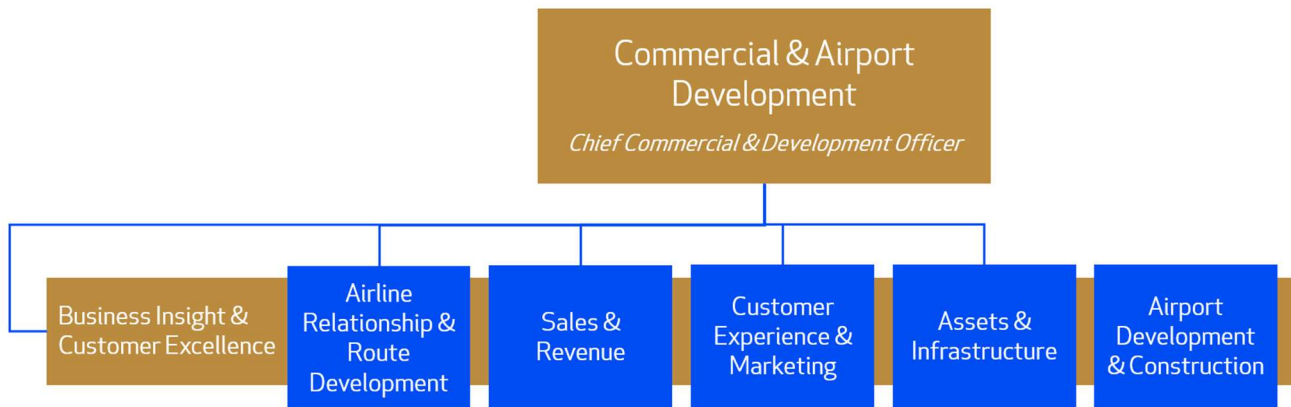 Commercial & Airport
Development
Chief Commercial & Development Officer
Business Insight &
Customer Excellence
Airline
Relationship &
Route
Development
Sales &
Revenue
Customer
Experience &
Marketing
Assets &
Infrastructure
Airport
Development
& Construction